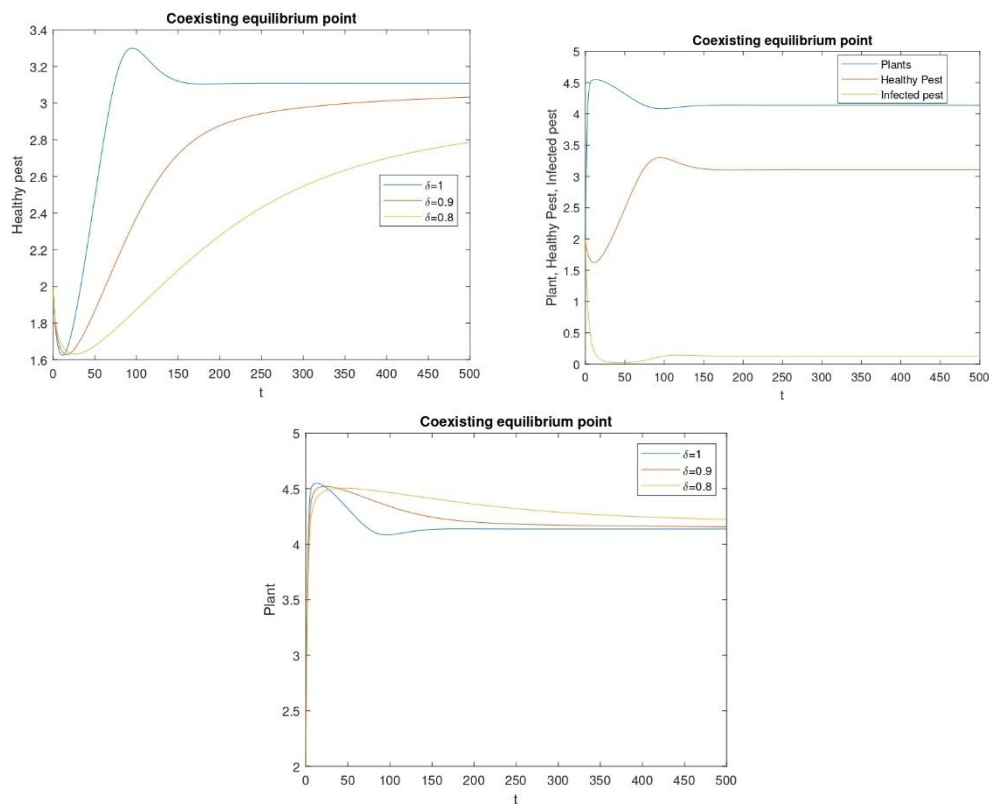 Coexisting equilibrium point
3.4
3.2
3
2.8
2.6
2.4
2.2
2
1.8
1.6
Healthy pest
δ=1
δ=0.9
δ=0.8
0 50 100 150 200 250 300 350 400 450 500
t
Coexisting equilibrium point
5
4.5
4
3.5
3
2.5
2
1.5
1
0.5
0
Plant, Healthy Pest, Infected pest
Plants
Healthy Pest
Infected pest
0 50 100 150 200 250 300 350 400 450 500
t
Coexisting equilibrium point
5
4.5
4
3.5
3
2.5
2
Plant
δ=1
δ=0.9
δ=0.8
0 50 100 150 200 250 300 350 400 450 500
t